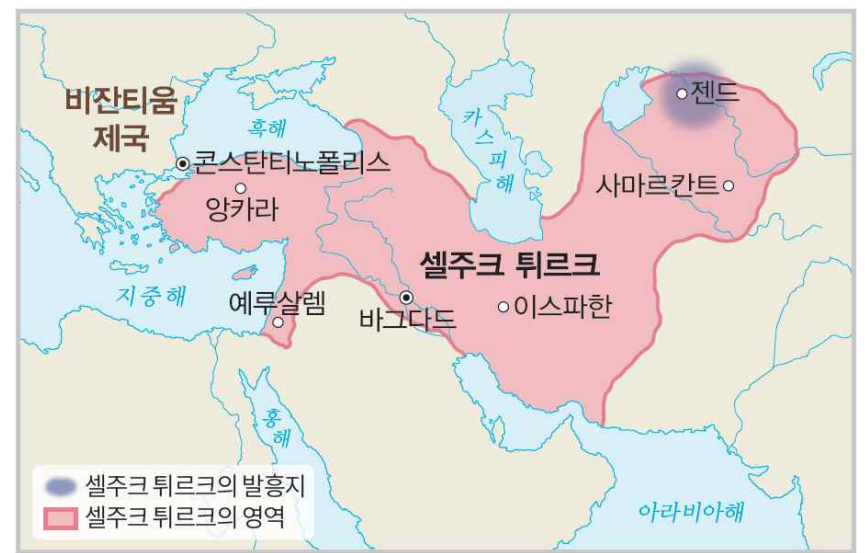 비잔티움
제국
흑해
콘스탄티노폴리스
앙카라
카스피해
젠드
사마르칸트
셀주크 튀르크
지중해
예루살렘
바그다드
이스파한
홍해
아라비아해
셀주크 튀르크의 발흥지
셀주크 튀르크의 영역